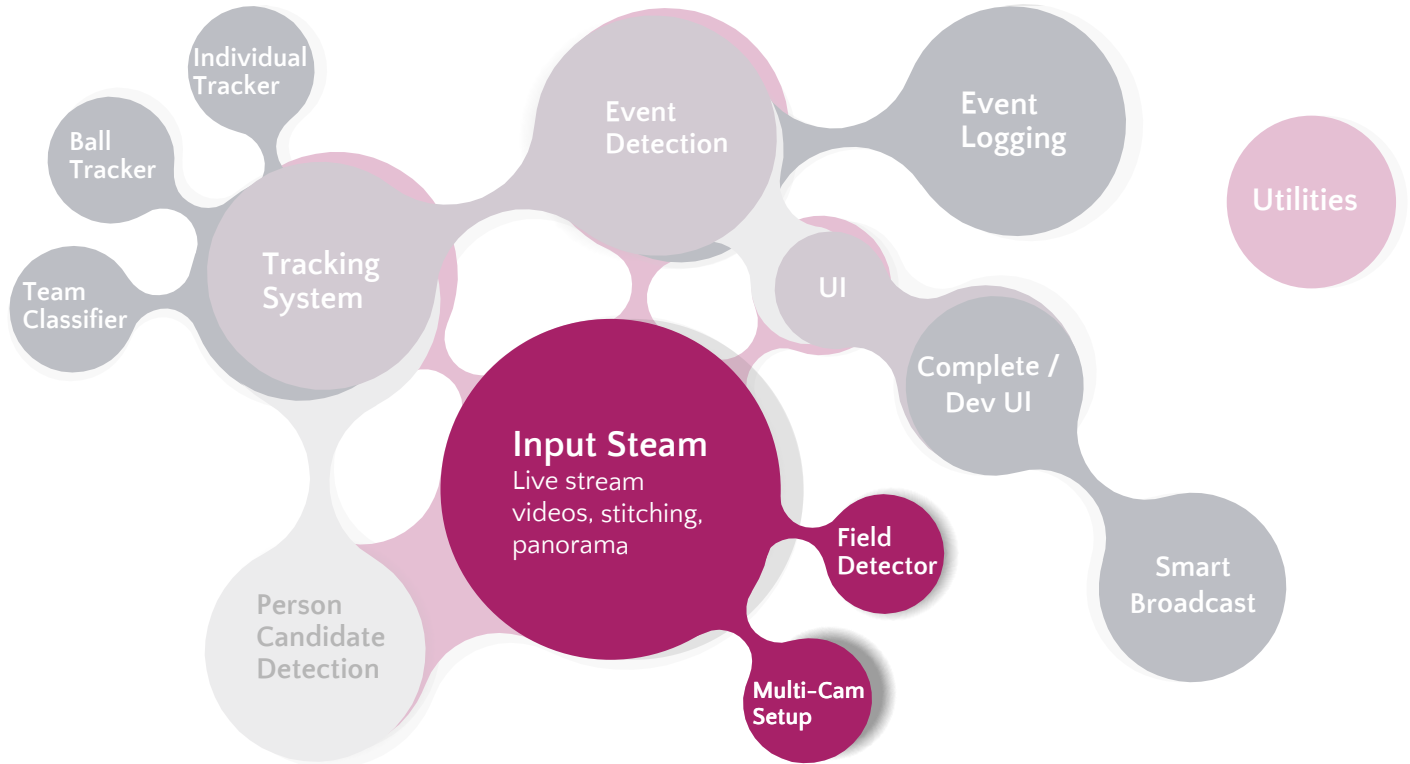 Individual
Tracker
Ball
Tracker
Team
Classifier
Tracking
System
Event
Detection
Event
Logging
Utilities
UI
Complete /
Dev UI
Input Steam
Live stream
videos, stitching,
panorama
Field
Detector
Smart
Broadcast
Person
Candidate
Detection
Multi-Cam
Setup